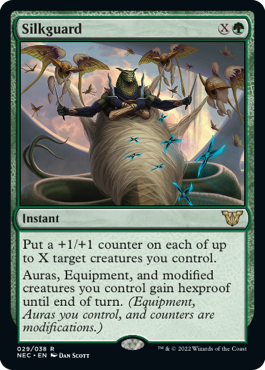 Silkguard X
Instant
Put a +1/+1 counter on each of up
to X target creatures you control.
Auras, Equipment, and modified
creatures you control gain hexproof
until end of turn. (Equipment,
Auras you control, and counters are
modifications.)
029/038 R
NEC • EN DAN SCOTT
™ & © 2022 Wizards of the Coast